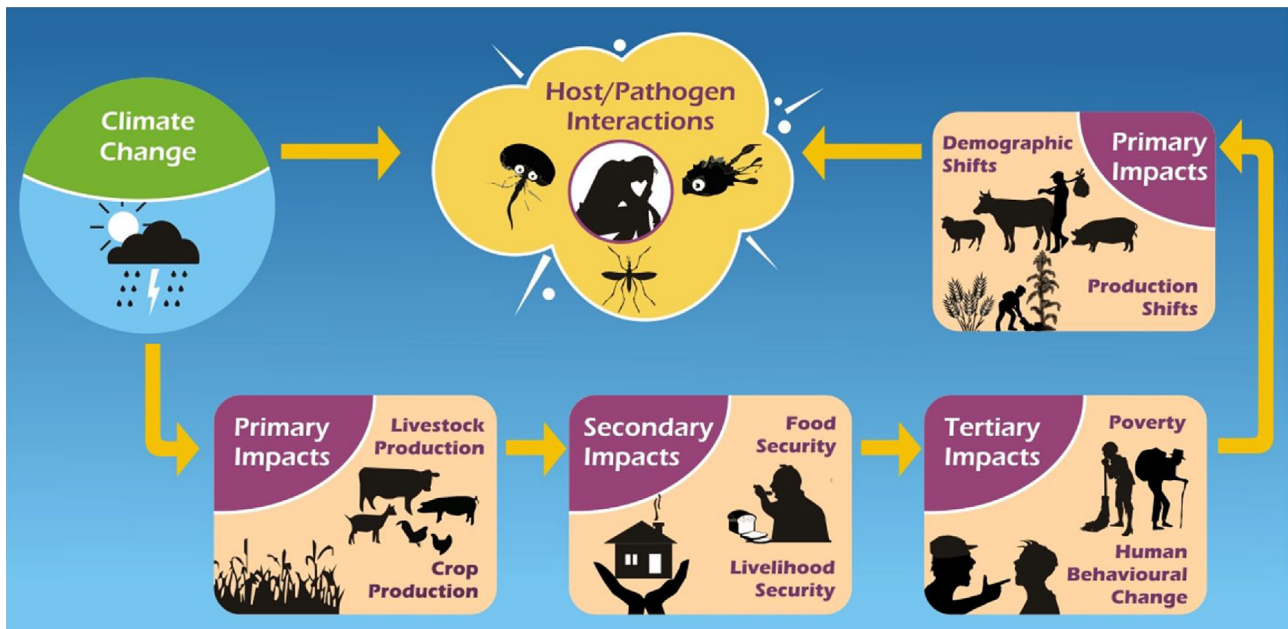 Climate
Change
Host/Pathogen
Interactions
Demographic
Shifts
Primary
Impacts
Production
Shifts
Primary
Impacts
Livestock
Production
Crop
Production
Secondary
Impacts
Food
Security
Livelihood
Security
Tertiary
Impacts
Poverty
Human
Behavioural
Change